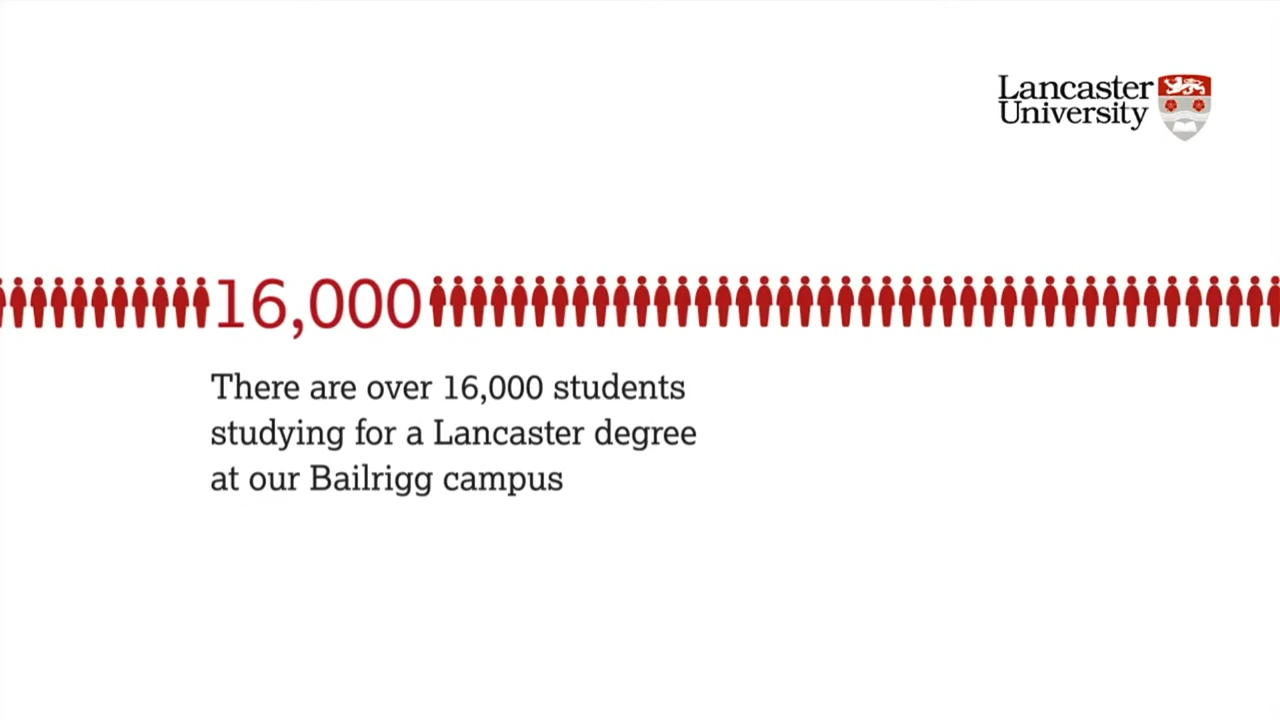 Lancaster
University
16,000
There are over 16,000 students
studying for a Lancaster degree
at our Bailrigg campus